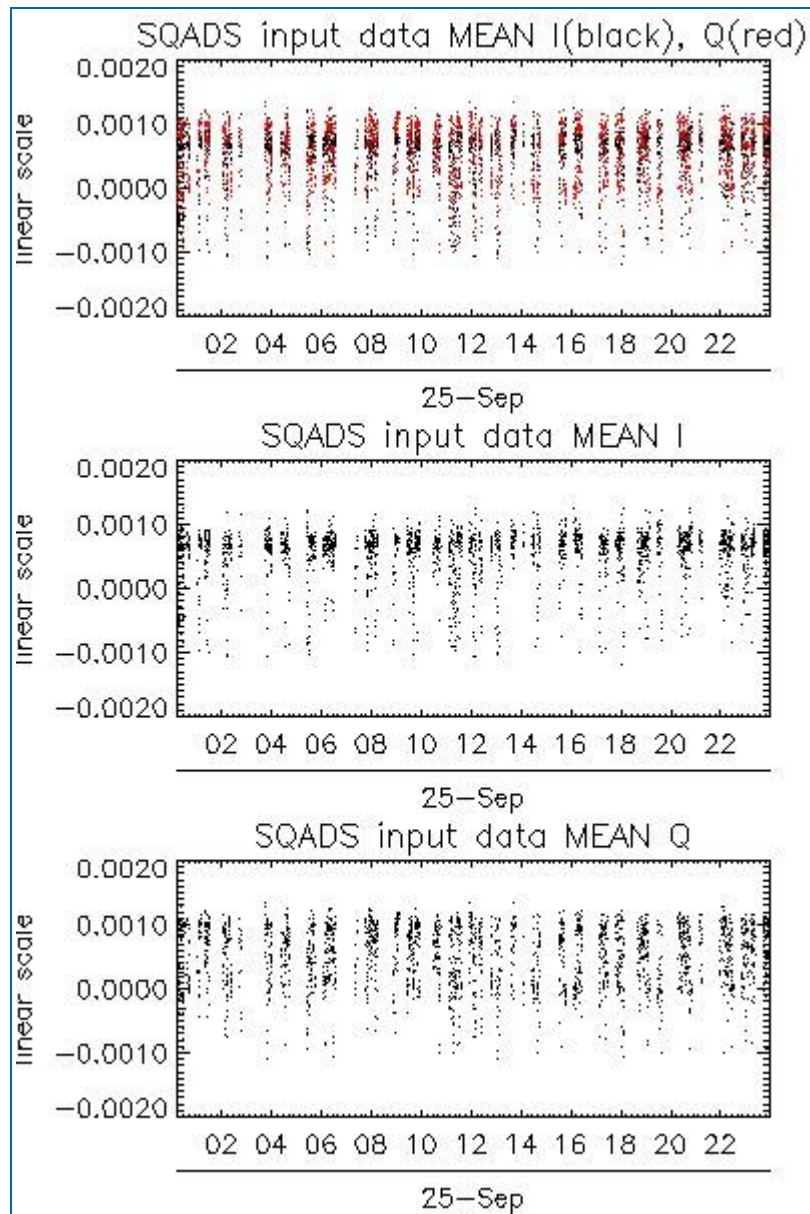 SQADS input data MEAN I(black), Q(red)
0.0020
0.0010
0.0000
−0.0010
−0.0020
linear scale
02 04 06 08 10 12 14 16 18 20 22
25−Sep
SQADS input data MEAN I
0.0020
0.0010
0.0000
−0.0010
−0.0020
linear scale
02 04 06 08 10 12 14 16 18 20 22
25−Sep
SQADS input data MEAN Q
0.0020
0.0010
0.0000
−0.0010
−0.0020
linear scale
02 04 06 08 10 12 14 16 18 20 22
25−Sep